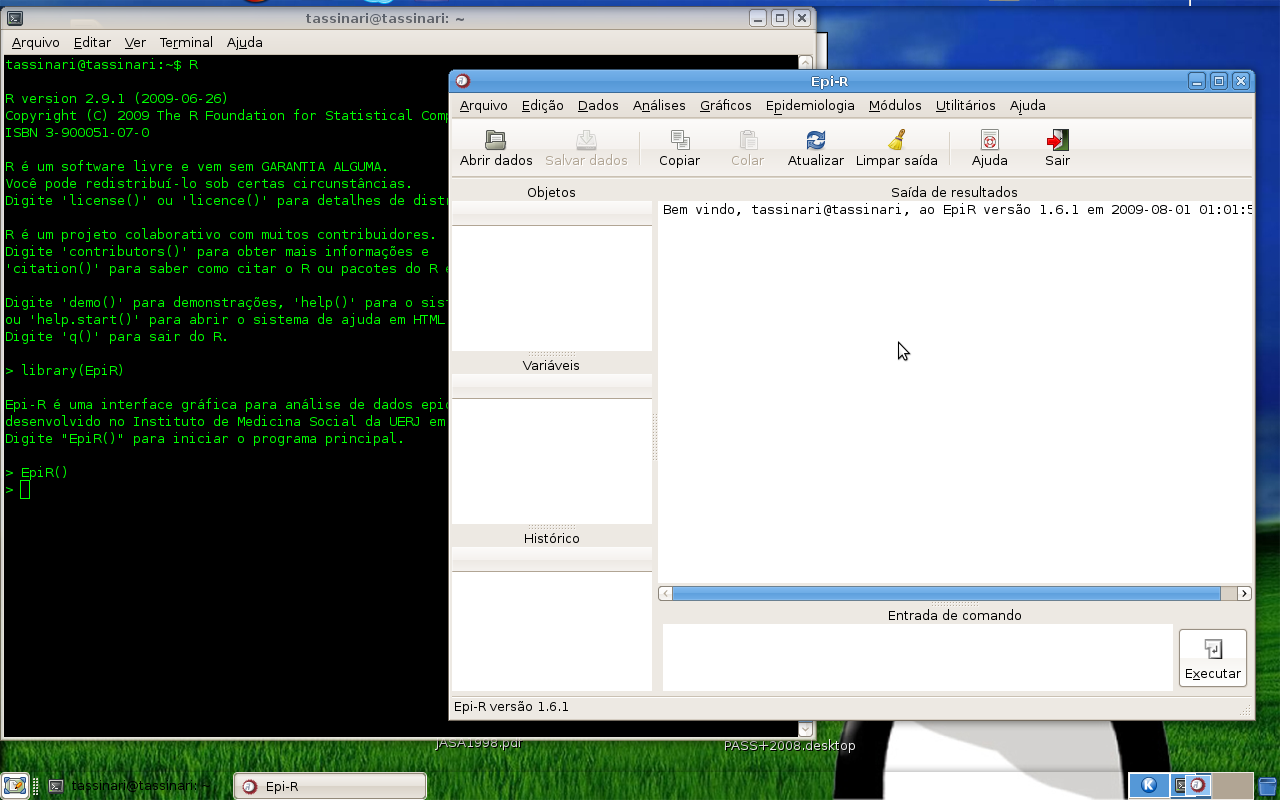 tassinari@tassinari: ~
Arquivo Editar Ver Terminal Ajuda
tassinari@tassinari:~$ R
R version 2.9.1 (2009-06-26)
Copyright (C) 2009 The R Foundation for Statistical Comp
ISBN 3-900051-07-0
R é um software livre e vem sem GARANTIA ALGUMA.
Você pode redistribuí-lo sob certas circunstâncias.
Digite 'license()' ou 'licence()' para detalhes de distr
R é um projeto colaborativo com muitos contribuidores.
Digite 'contributors()' para obter mais informações e
'citation()' para saber como citar o R ou pacotes do R e
Digite 'demo()' para demonstrações, 'help()' para o sist
ou 'help.start()' para abrir o sistema de ajuda em HTML
Digite 'q()' para sair do R.
> library(EpiR)
Epi-R é uma interface gráfica para análise de dados epid
desenvolvido no Instituto de Medicina Social da UERJ em
Digite "EpiR()" para iniciar o programa principal.
> EpiR()
>
Epi-R
Arquivo Edição Dados Análises Gráficos Epidemiologia Módulos Utilitários Ajuda
Abrir dados Salvar dados Copiar Colar Atualizar Limpar saída Ajuda Sair
Objetos
Variáveis
Histórico
Saída de resultados
Bem vindo, tassinari@tassinari, ao EpiR versão 1.6.1 em 2009-08-01 01:01:5
Entrada de comando
Executar
Epi-R versão 1.6.1
JASA1998.pdf
PASS+2008.desktop
tassinari@tassinari: ~
Epi-R
K